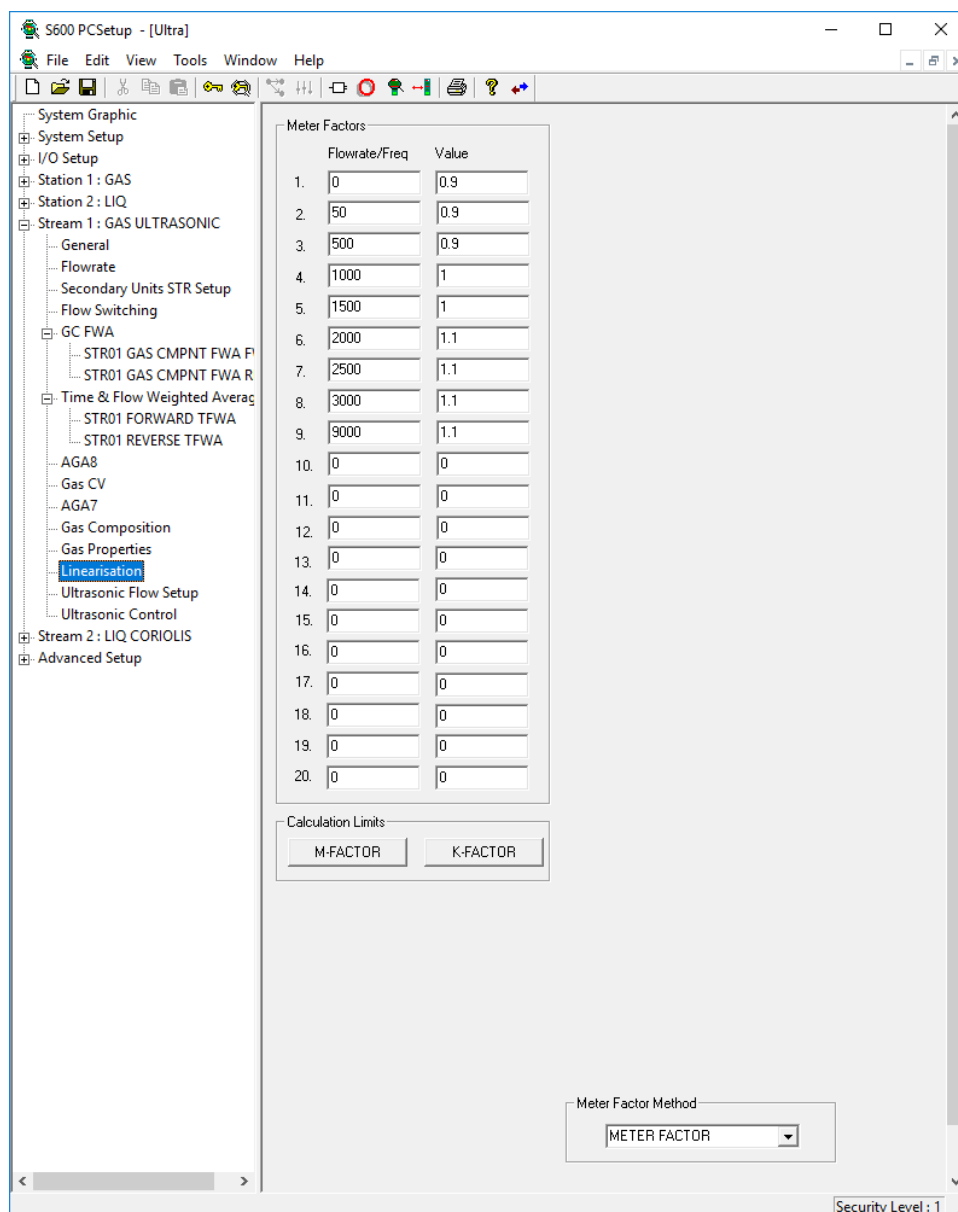 S600 PCSetup - [Ultra]
File Edit View Tools Window Help
System Graphic
System Setup
I/O Setup
Station 1 : GAS
Station 2 : LIQ
Stream 1 : GAS ULTRASONIC
General
Flowrate
Secondary Units STR Setup
Flow Switching
GC FWA
STR01 GAS CMPNT FWA F
STR01 GAS CMPNT FWA R
Time & Flow Weighted Averag
STR01 FORWARD TFWA
STR01 REVERSE TFWA
AGA8
Gas CV
AGA7
Gas Composition
Gas Properties
Linearisation
Ultrasonic Flow Setup
Ultrasonic Control
Stream 2 : LIQ CORIOLIS
Advanced Setup
Meter Factors
Flowrate/Freq Value
1. 0 0.9
2. 50 0.9
3. 500 0.9
4. 1000 1
5. 1500 1
6. 2000 1.1
7. 2500 1.1
8. 3000 1.1
9. 9000 1.1
10. 0 0
11. 0 0
12. 0 0
13. 0 0
14. 0 0
15. 0 0
16. 0 0
17. 0 0
18. 0 0
19. 0 0
20. 0 0
Calculation Limits
M-FACTOR K-FACTOR
Meter Factor Method
METER FACTOR
Security Level : 1